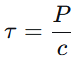 τ = P/c